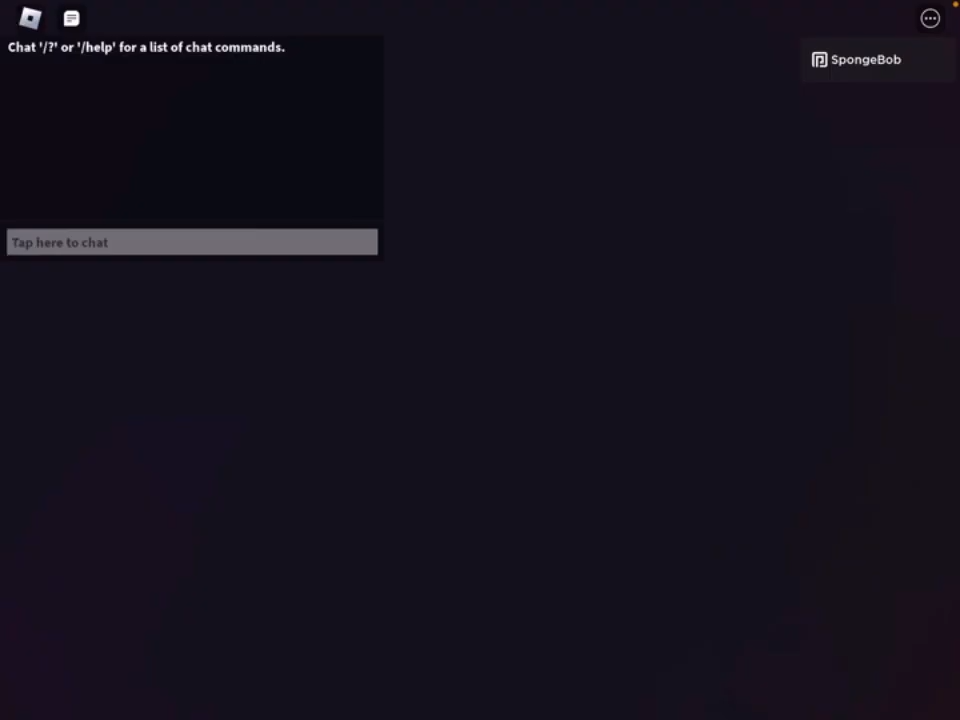 Chat '/?' or '/help' for a list of chat commands.
SpongeBob
Tap here to chat